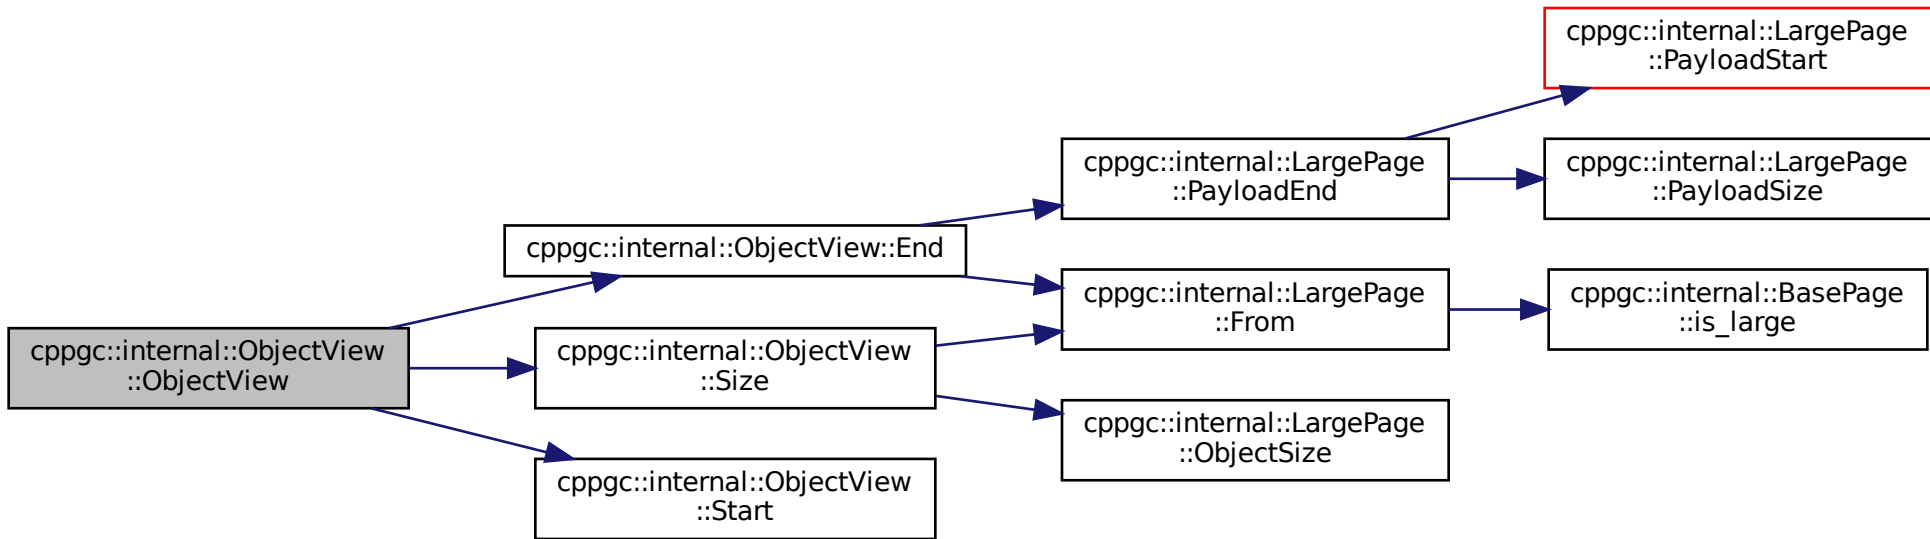 cppgc::internal::ObjectView
::ObjectView
cppgc::internal::ObjectView::End
cppgc::internal::ObjectView
::Size
cppgc::internal::ObjectView
::Start
cppgc::internal::LargePage
::PayloadEnd
cppgc::internal::LargePage
::From
cppgc::internal::LargePage
::ObjectSize
cppgc::internal::LargePage
::PayloadStart
cppgc::internal::LargePage
::PayloadSize
cppgc::internal::BasePage
::is_large